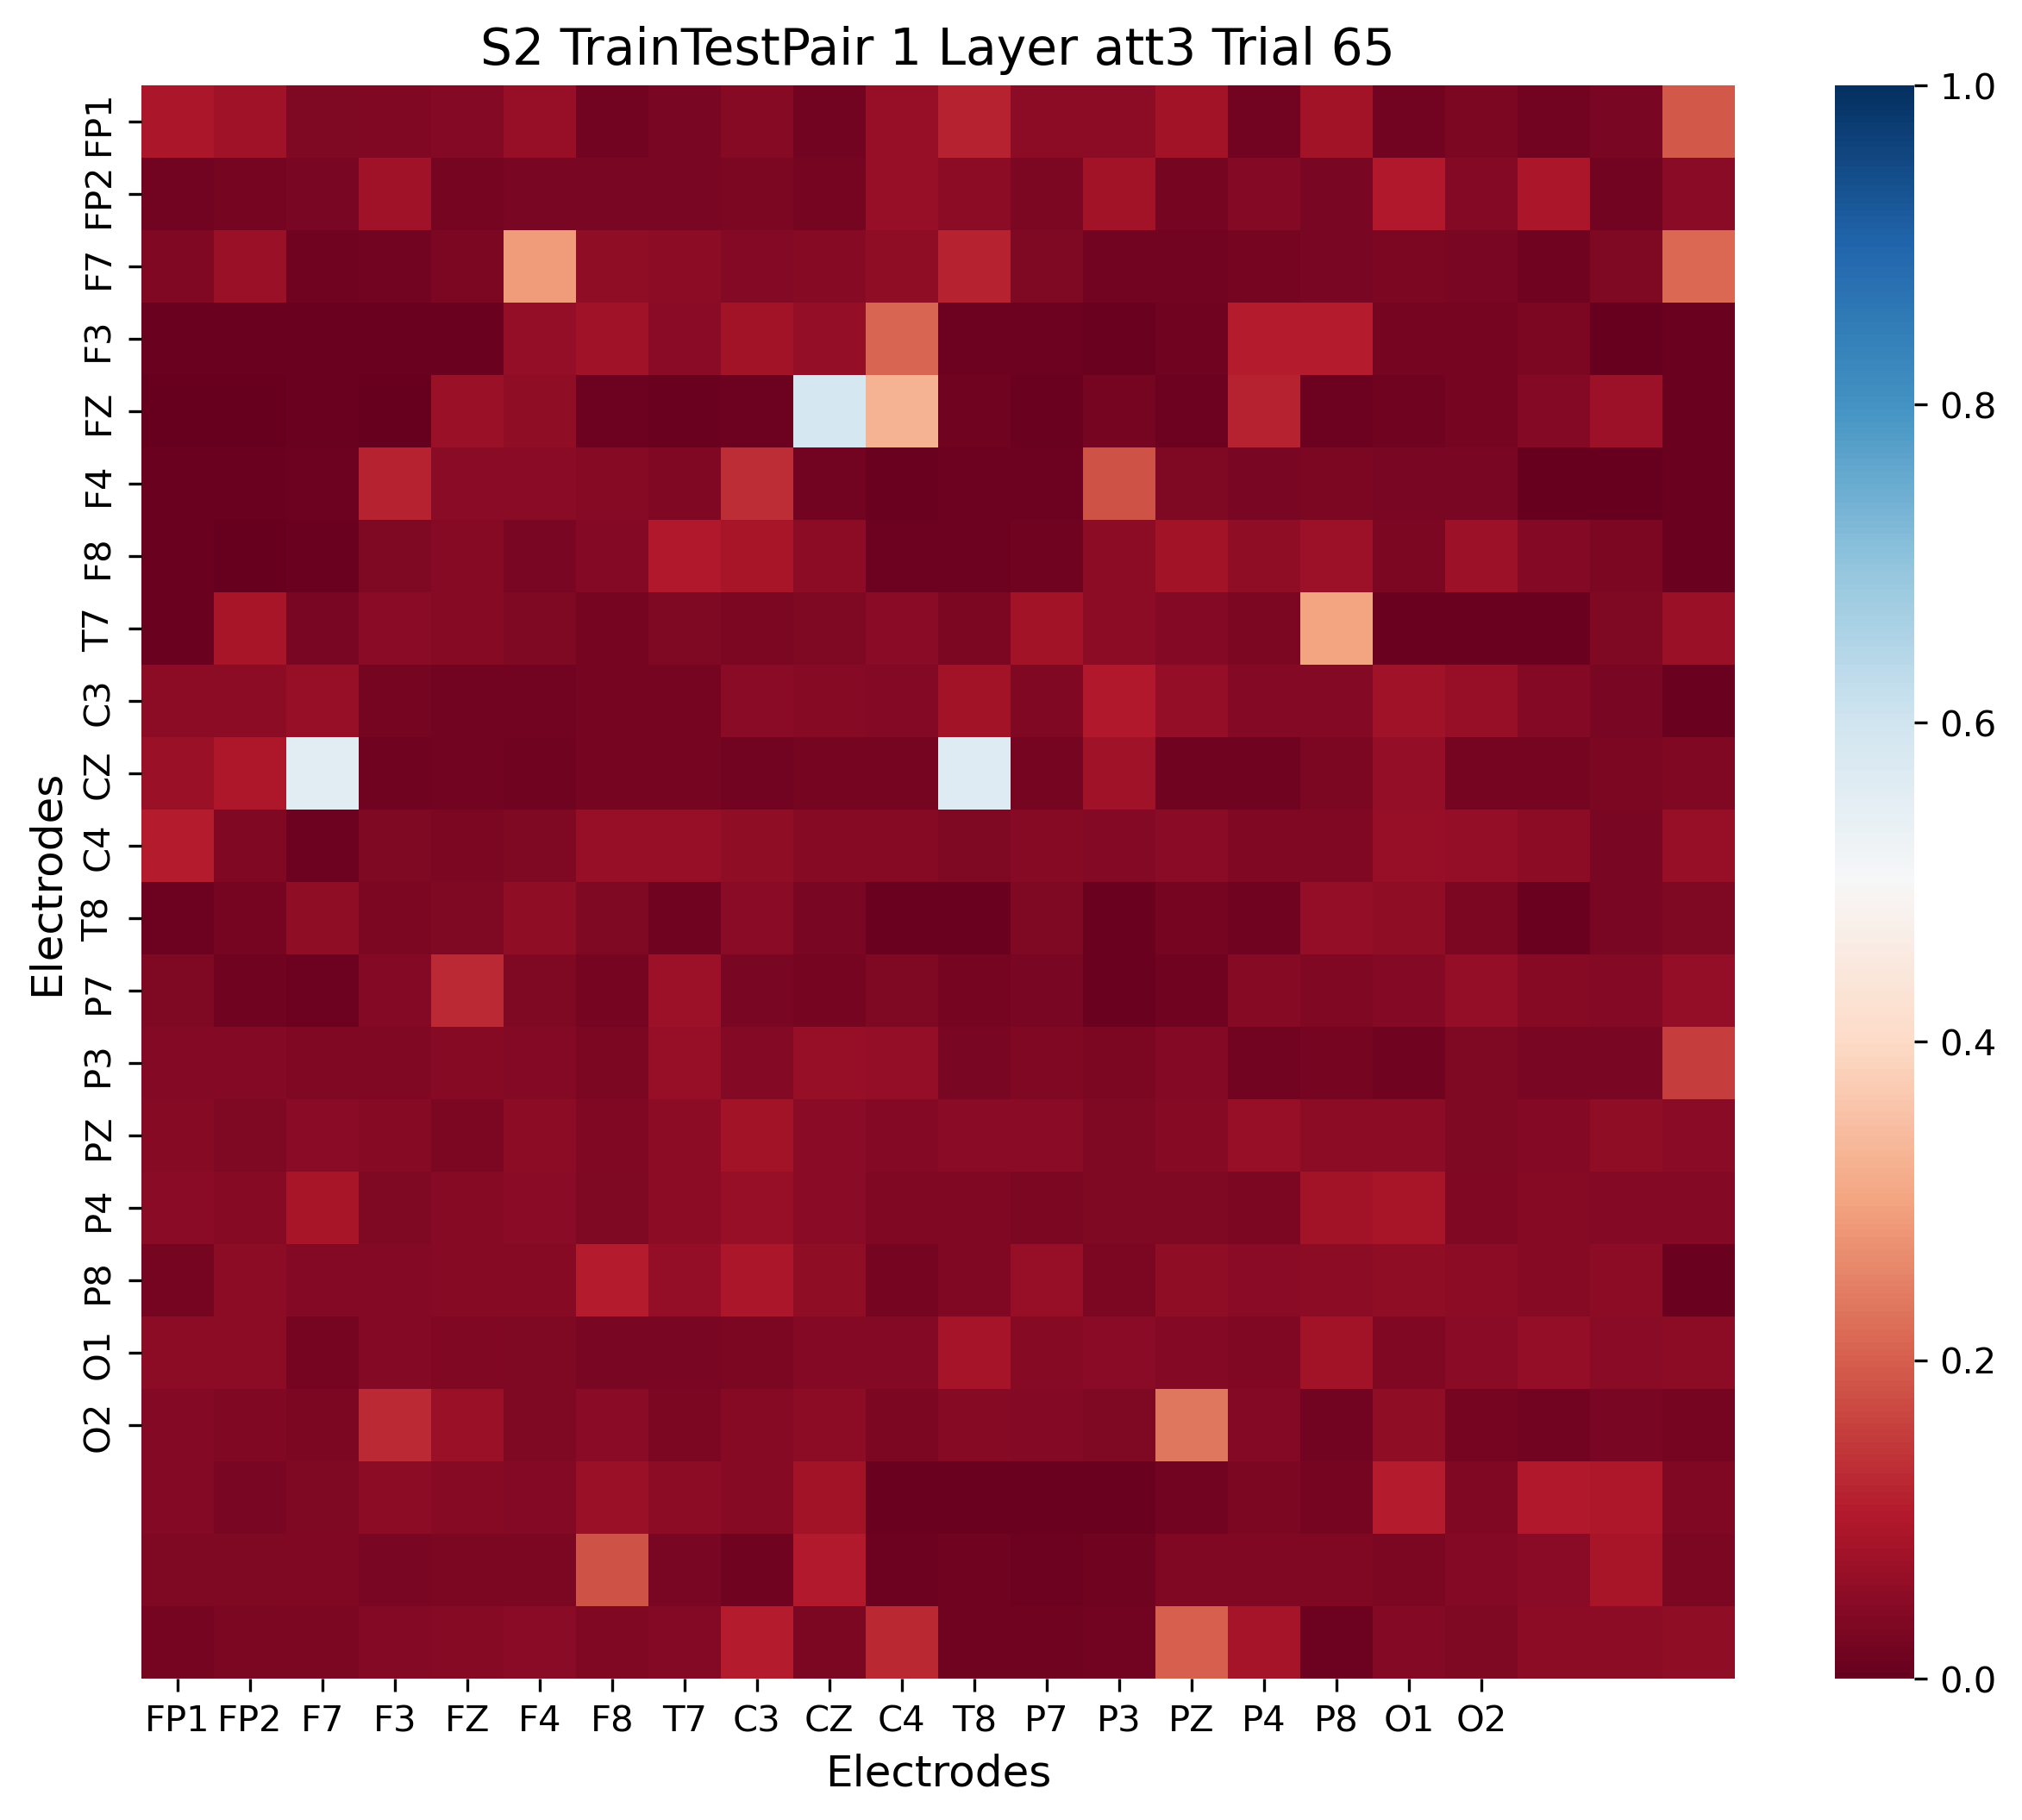 S2 TrainTestPair 1 Layer att3 Trial 65
Electrodes
FP1
FP2
F7
F3
FZ
F4
F8
T7
C3
CZ
C4
T8
P7
P3
PZ
P4
P8
O1
O2
FP1 FP2 F7 F3 FZ F4 F8 T7 C3 CZ C4 T8 P7 P3 PZ P4 P8 O1 O2
Electrodes
1.0
0.8
0.6
0.4
0.2
0.0